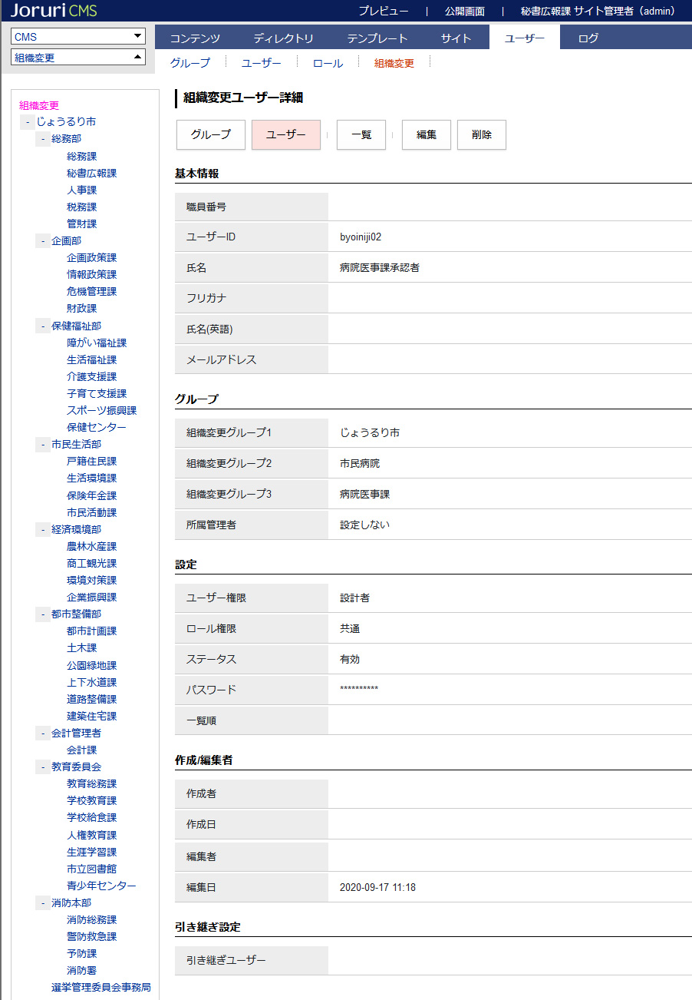 Joruri CMS
プレビュー | 公開画面 | 秘書広報課 サイト管理者（admin）
CMS
組織変更
コンテンツ ディレクトリ テンプレート サイト ユーザー ログ
グループ ユーザー ロール 組織変更
組織変更
- じょうるり市
- 総務部
総務課
秘書広報課
人事課
税務課
管財課
- 企画部
企画政策課
情報政策課
危機管理課
財政課
- 保健福祉部
障がい福祉課
生活福祉課
介護支援課
子育て支援課
スポーツ振興課
保健センター
- 市民生活部
戸籍住民課
生活環境課
保険年金課
市民活動課
- 経済環境部
農林水産課
商工観光課
環境対策課
企業振興課
- 都市整備部
都市計画課
土木課
公園緑地課
上下水道課
道路整備課
建築住宅課
- 会計管理者
会計課
- 教育委員会
教育総務課
学校教育課
学校給食課
人権教育課
生涯学習課
市立図書館
青少年センター
- 消防本部
消防総務課
警防救急課
予防課
消防署
選挙管理委員会事務局
組織変更ユーザー詳細
グループ ユーザー 一覧 編集 削除
基本情報
職員番号
ユーザーID byoiniji02
氏名 病院医事課承認者
フリガナ
氏名(英語)
メールアドレス
グループ
組織変更グループ1 じょうるり市
組織変更グループ2 市民病院
組織変更グループ3 病院医事課
所属管理者 設定しない
設定
ユーザー権限 設計者
ロール権限 共通
ステータス 有効
パスワード **********
一覧順
作成/編集者
作成者
作成日
編集者
編集日 2020-09-17 11:18
引き継ぎ設定
引き継ぎユーザー